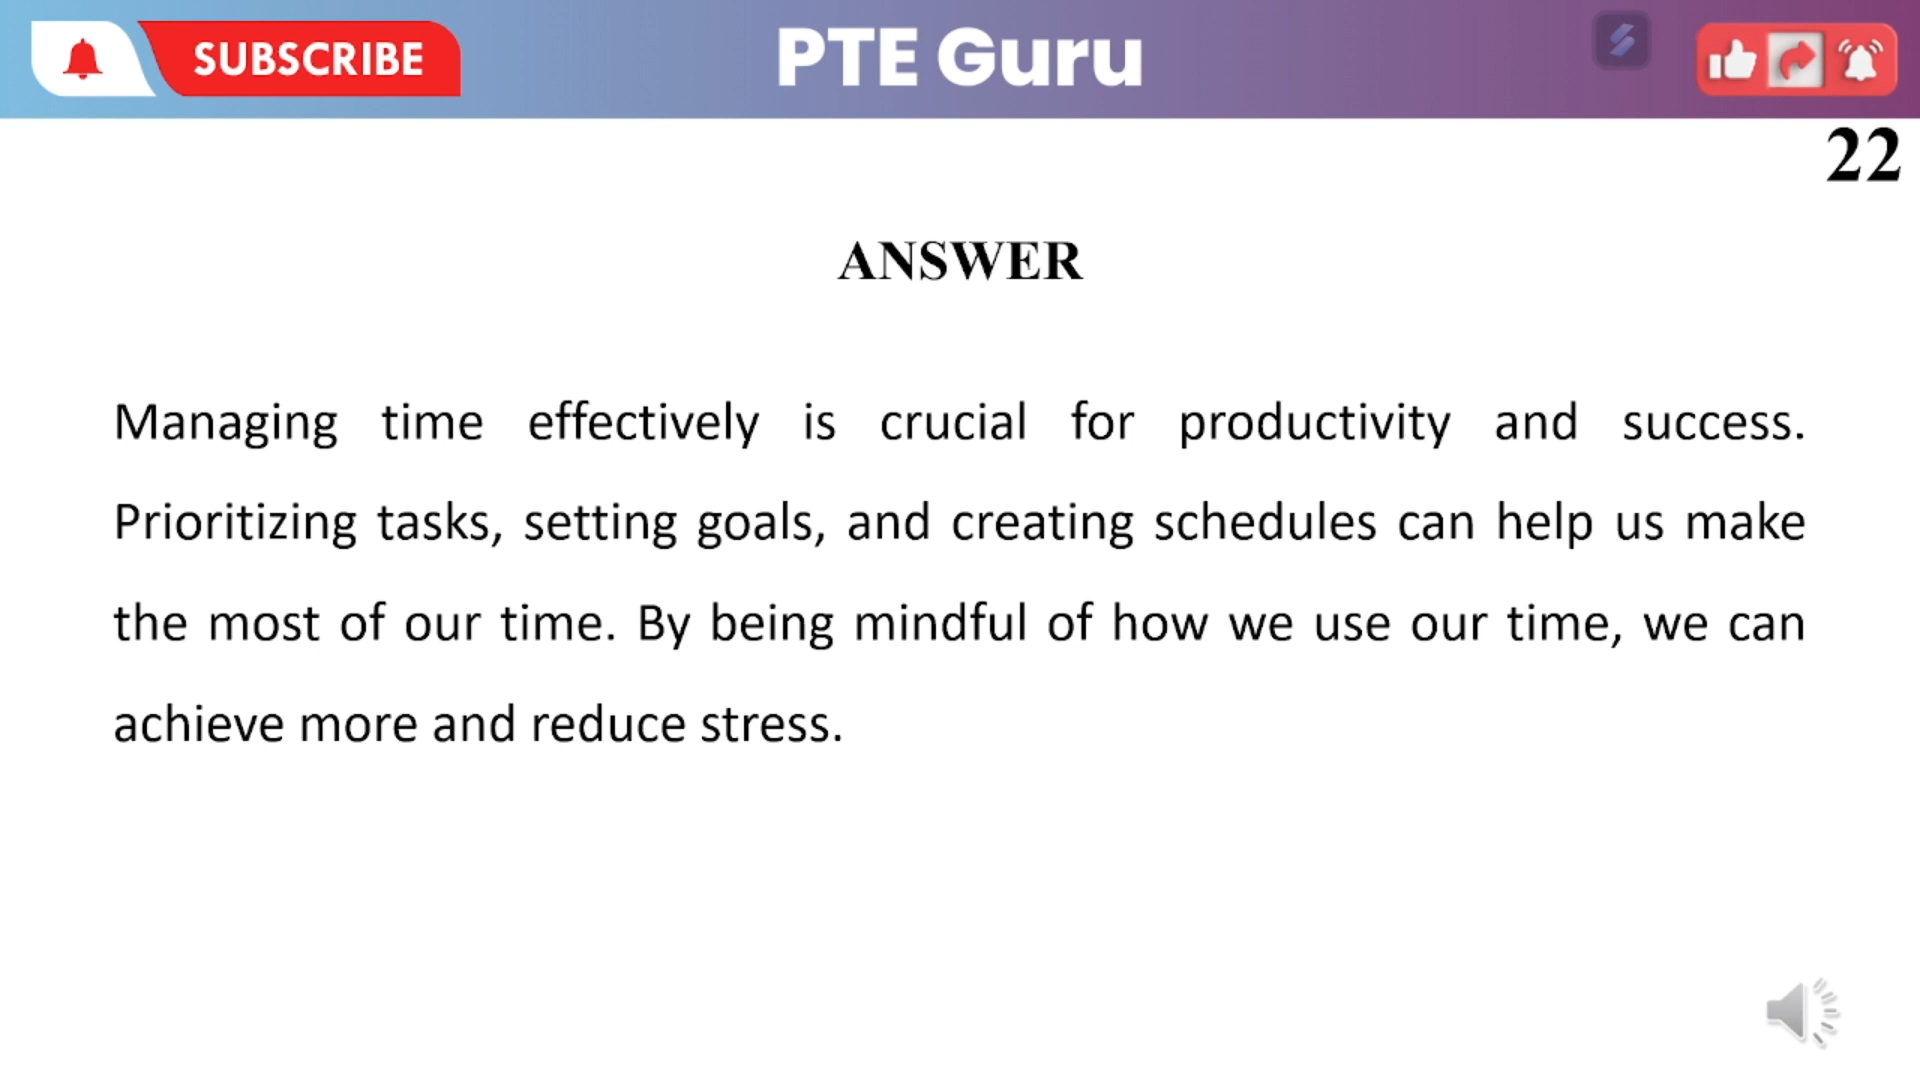 SUBSCRIBE
PTE Guru
22
ANSWER
Managing time effectively is crucial for productivity and success.
Prioritizing tasks, setting goals, and creating schedules can help us make
the most of our time. By being mindful of how we use our time, we can
achieve more and reduce stress.